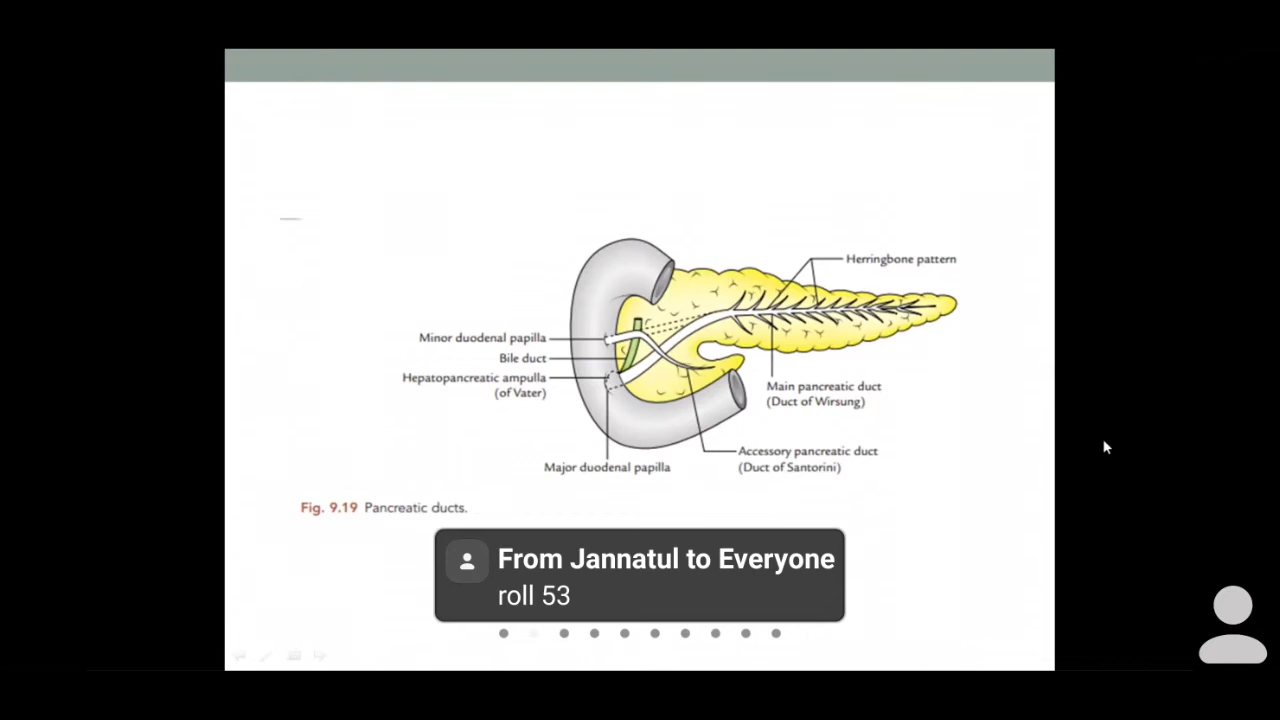 Herringbone pattern
Minor duodenal papilla
Bile duct
Hepatopancreatic ampulla
(of Vater)
Main pancreatic duct
(Duct of Wirsung)
Accessory pancreatic duct
(Duct of Santorini)
Major duodenal papilla
Fig. 9.19 Pancreatic ducts.
From Jannatul to Everyone
roll 53